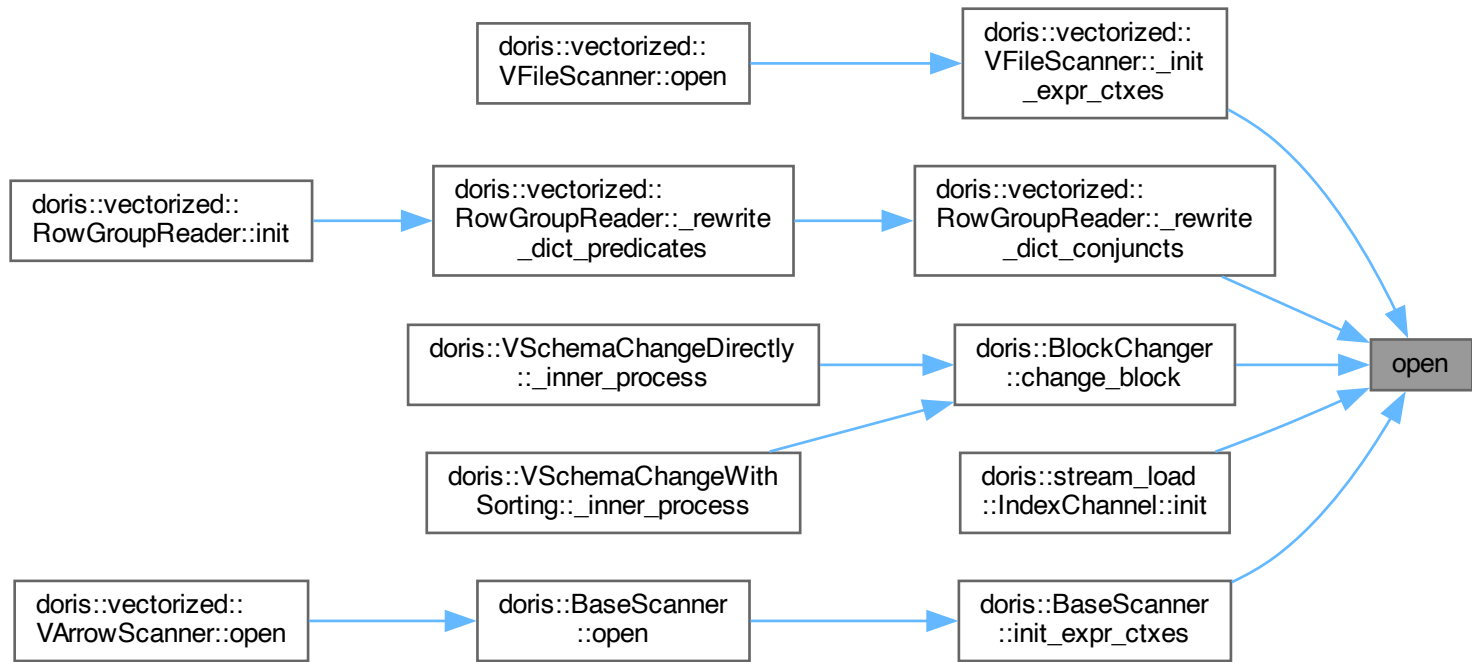 doris::vectorized::
VFileScanner::open
doris::vectorized::
VFileScanner::_init
_expr_ctxes
doris::vectorized::
RowGroupReader::init
doris::vectorized::
RowGroupReader::_rewrite
_dict_predicates
doris::vectorized::
RowGroupReader::_rewrite
_dict_conjuncts
doris::VSchemaChangeDirectly
::_inner_process
doris::BlockChanger
::change_block
open
doris::VSchemaChangeWith
Sorting::_inner_process
doris::stream_load
::IndexChannel::init
doris::vectorized::
VArrowScanner::open
doris::BaseScanner
::open
doris::BaseScanner
::init_expr_ctxes